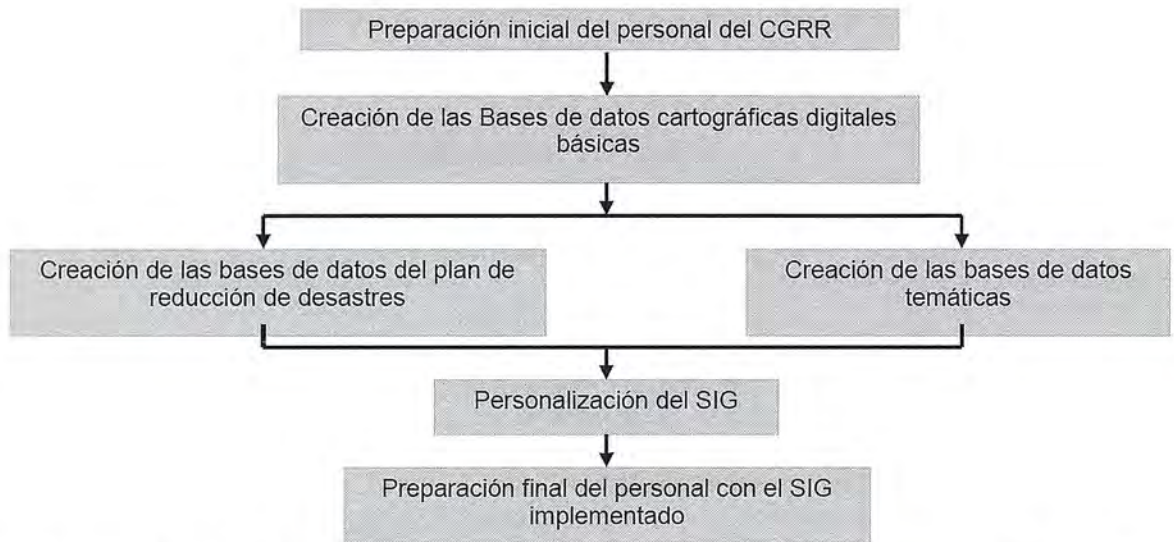 Preparación inicial del personal del CGRR
Creación de las Bases de datos cartográficas digitales
básicas
Creación de las bases de datos del plan de
reducción de desastres
Creación de las bases de datos
temáticas
Personalización del SIG
Preparación final del personal con el SIG
implementado